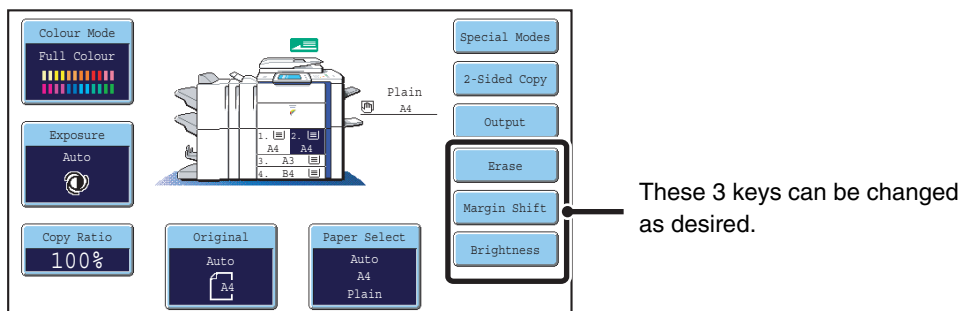 Colour Mode
Full Colour
Exposure
Auto
Copy Ratio
100%
Original
Auto
A4
Paper Select
Auto
A4
Plain
1. 2.
A4 A4
3. A3
4. B4
Plain
A4
Special Modes
2-Sided Copy
Output
Erase
Margin Shift
Brightness
These 3 keys can be changed
as desired.